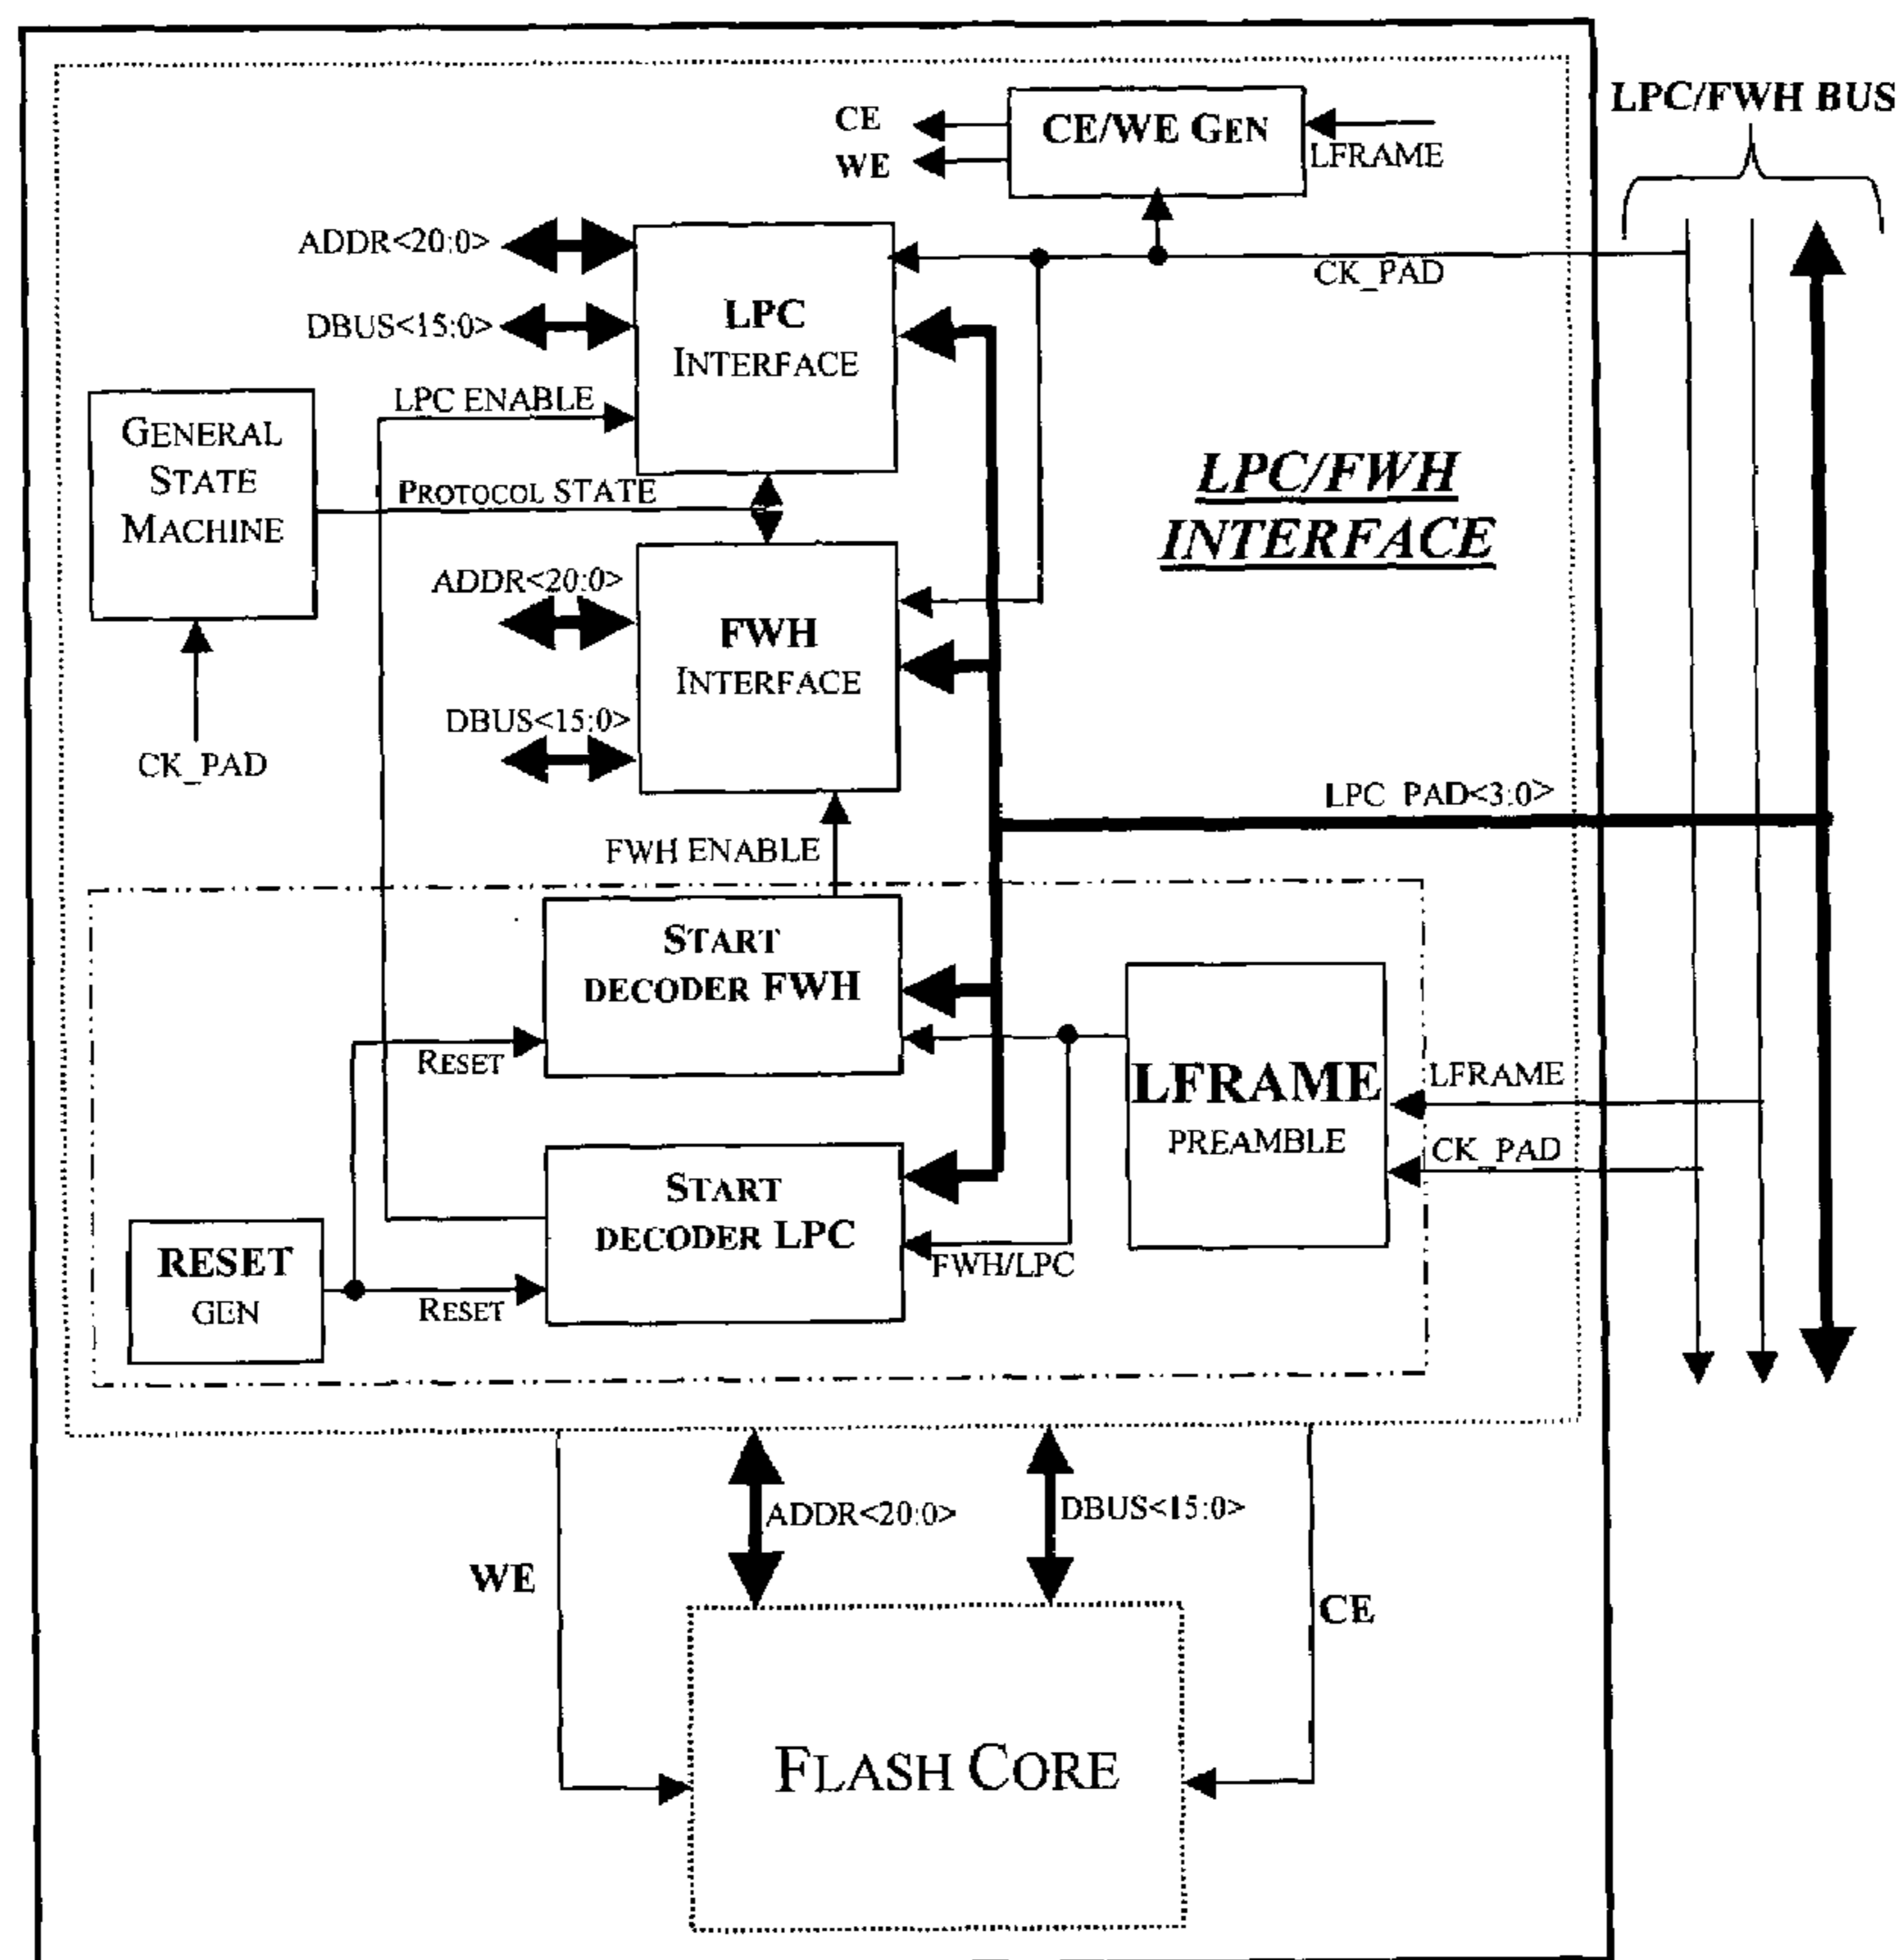 LPC/FWH BUS
CE
WE
CE/WE GEN
LFRAME
ADDR<20:0>
CK_PAD
DBUS<15:0>
LPC
INTERFACE
LPC ENABLE
GENERAL
STATE
MACHINE
PROTOCOL STATE
LPC/FWH
INTERFACE
ADDR<20:0>
FWH
INTERFACE
DBUS<15:0>
CK_PAD
LPC_PAD<3:0>
FWH ENABLE
START
DECODER FWH
RESET
LFRAME
PREAMBLE
LFRAME
CK_PAD
START
DECODER LPC
FWH/LPC
RESET
GEN
RESET
ADDR<20:0>
DBUS<15:0>
WE
CE
FLASH CORE